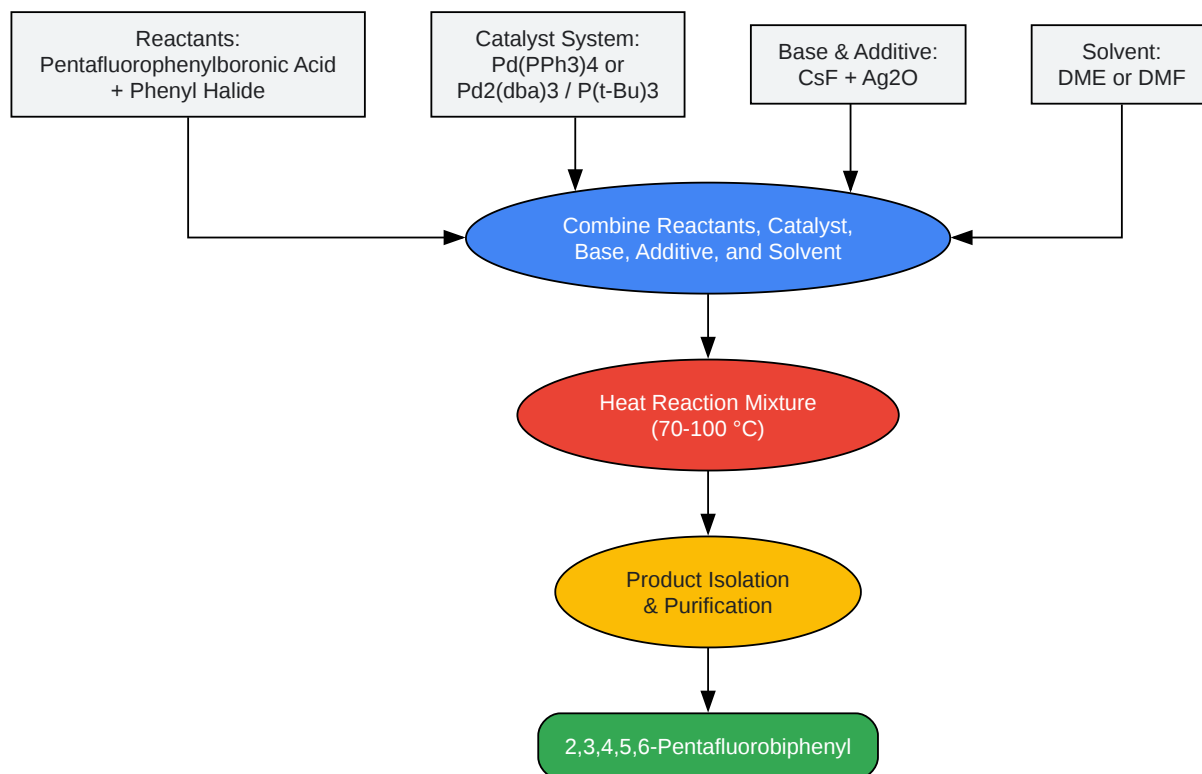 Reactants:
Pentafluorophenylboronic Acid
+ Phenyl Halide
Catalyst System:
Pd(PPh3)4 or
Pd2(dba)3 / P(t-Bu)3
Base & Additive:
CsF + Ag2O
Solvent:
DME or DMF
Combine Reactants, Catalyst,
Base, Additive, and Solvent
Heat Reaction Mixture
(70-100 °C)
Product Isolation
& Purification
2,3,4,5,6-Pentafluorobiphenyl